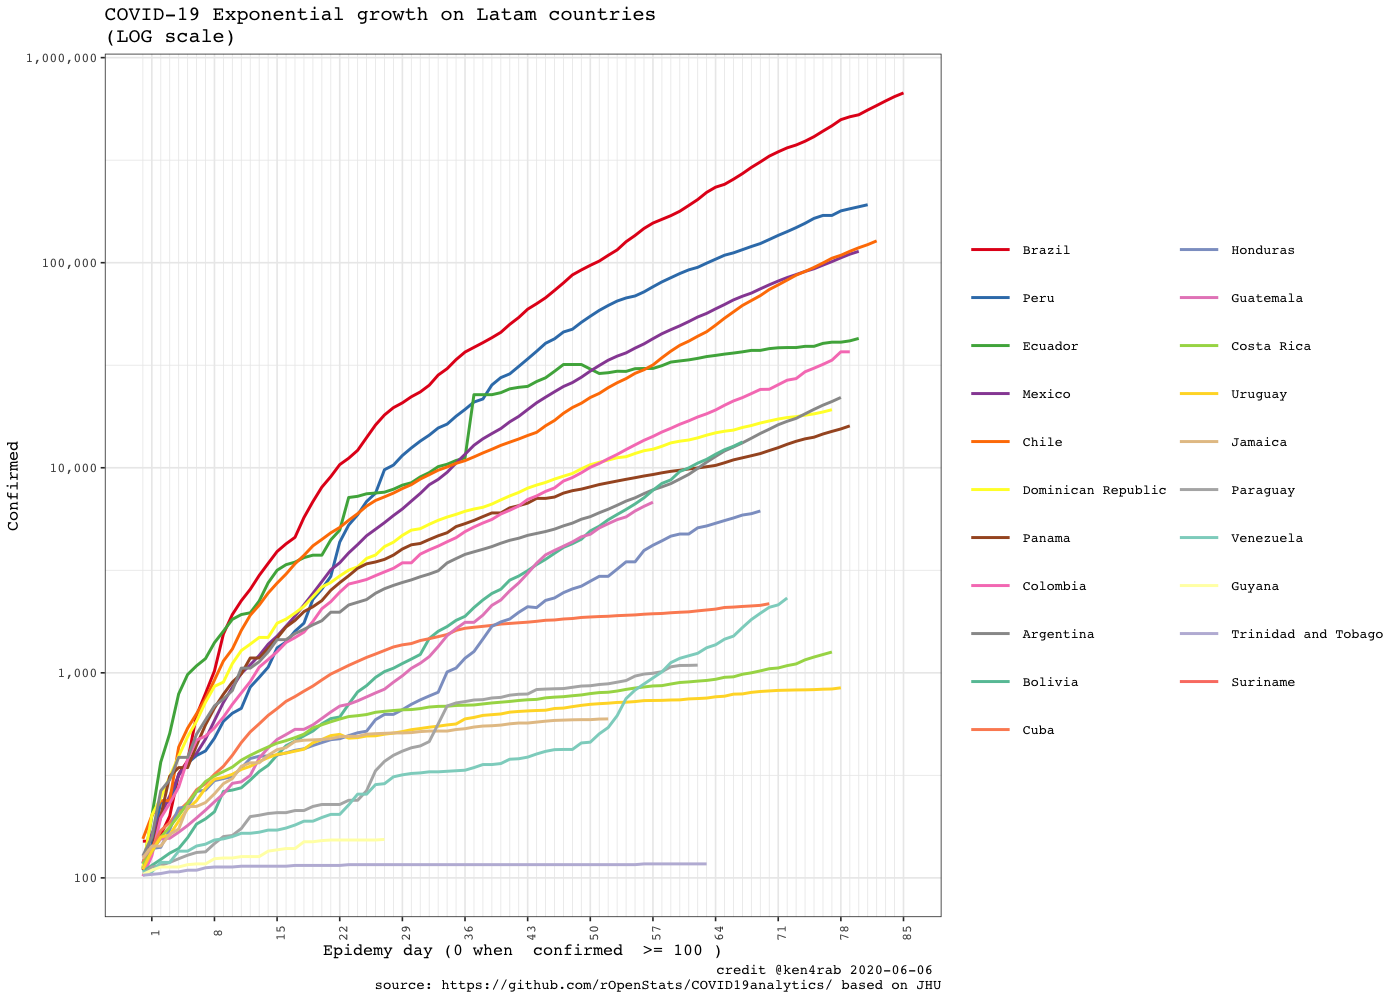 COVID-19 Exponential growth on Latam countries
(LOG scale)
1,000,000
100,000
10,000
1,000
100
Confirmed
1 8 15 22 29 36 43 50 57 64 71 78 85
Epidemy day (0 when confirmed >= 100 )
Brazil
Peru
Ecuador
Mexico
Chile
Dominican Republic
Panama
Colombia
Argentina
Bolivia
Cuba
Honduras
Guatemala
Costa Rica
Uruguay
Jamaica
Paraguay
Venezuela
Guyana
Trinidad and Tobago
Suriname
credit @ken4rab 2020-06-06
source: https://github.com/rOpenStats/COVID19analytics/ based on JHU